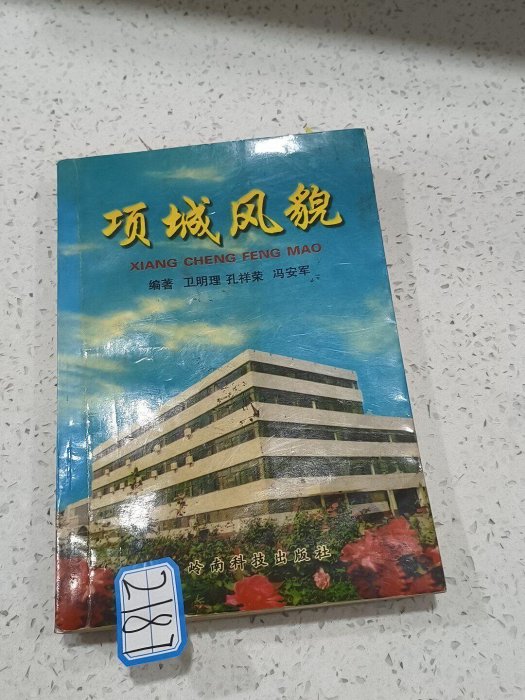 项城风貌
XIANG CHENG FENG MAO
编著 卫明理 孔祥荣 冯安军
岭南科技出版社
2187